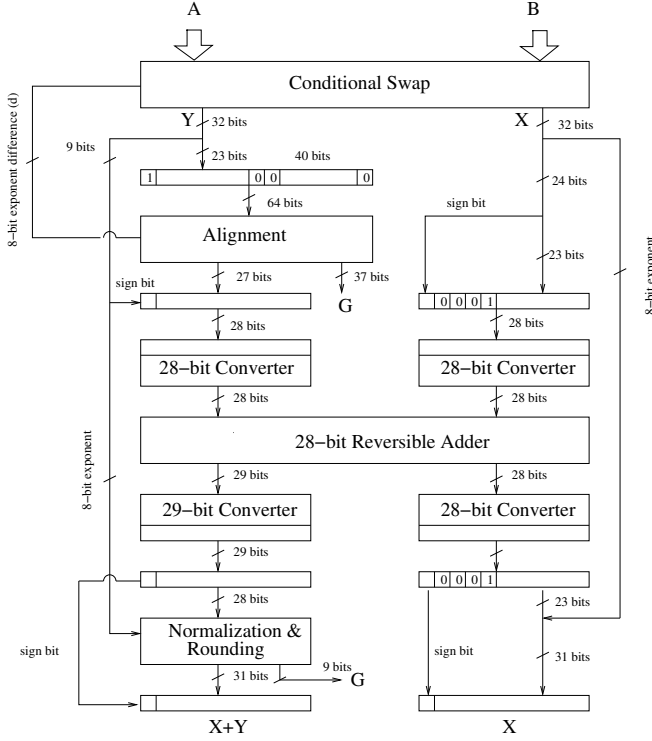 A B
Conditional Swap
Y 32 bits X 32 bits
8−bit exponent difference (d)
9 bits
23 bits 40 bits
1 0 0 0
24 bits
64 bits
sign bit
Alignment
23 bits
27 bits 37 bits
sign bit
G
0 0 0 1
8−bit exponent
28 bits 28 bits
28−bit Converter 28−bit Converter
28 bits 28 bits
28−bit Reversible Adder
29 bits 28 bits
8−bit exponent
29−bit Converter 28−bit Converter
29 bits
0 0 0 1
28 bits 23 bits
Normalization &
Rounding
sign bit sign bit
31 bits 9 bits 31 bits
G
X+Y X